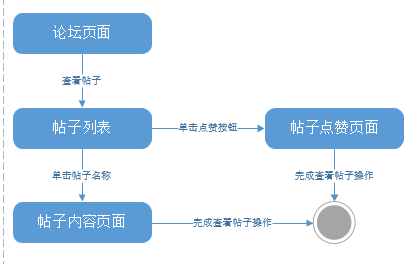 论坛页面
查看帖子
帖子列表
单击点赞按钮
帖子点赞页面
单击帖子名称
完成查看帖子操作
帖子内容页面
完成查看帖子操作